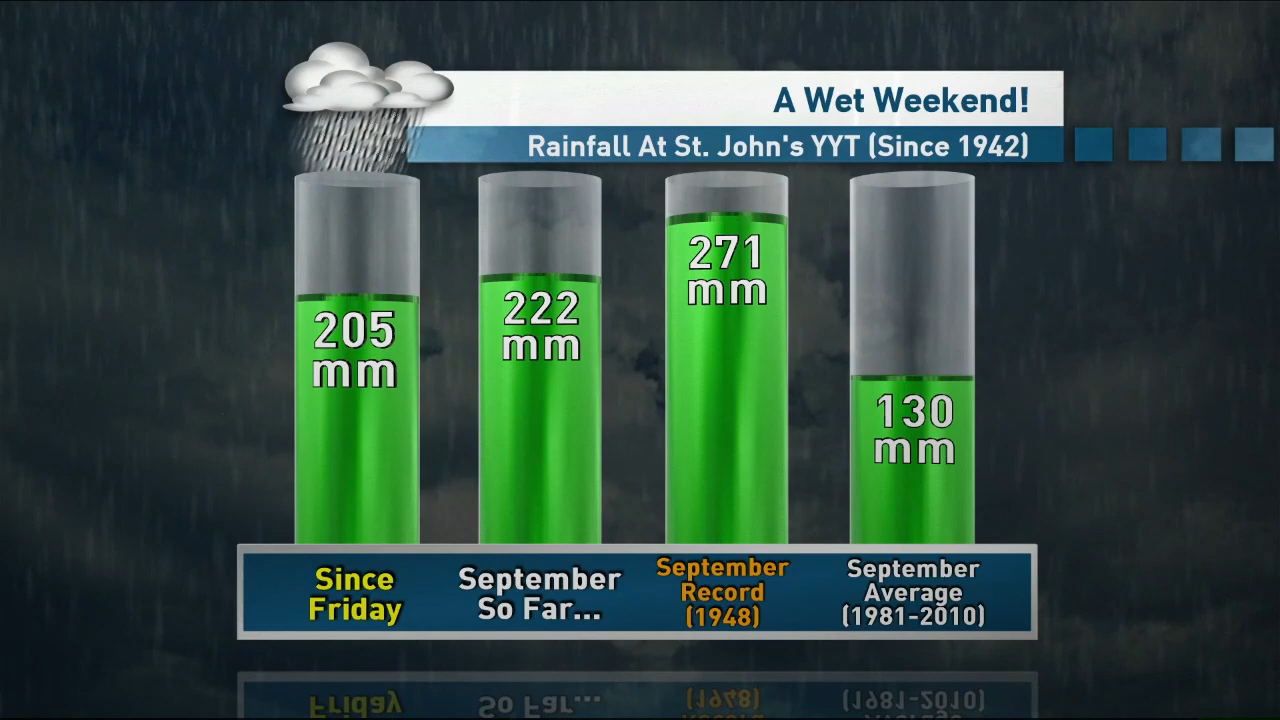 A Wet Weekend!
Rainfall At St. John's YYT (Since 1942)
205
mm
222
mm
271
mm
130
mm
Since
Friday
September
So Far...
September
Record
(1948)
September
Average
(1981-2010)